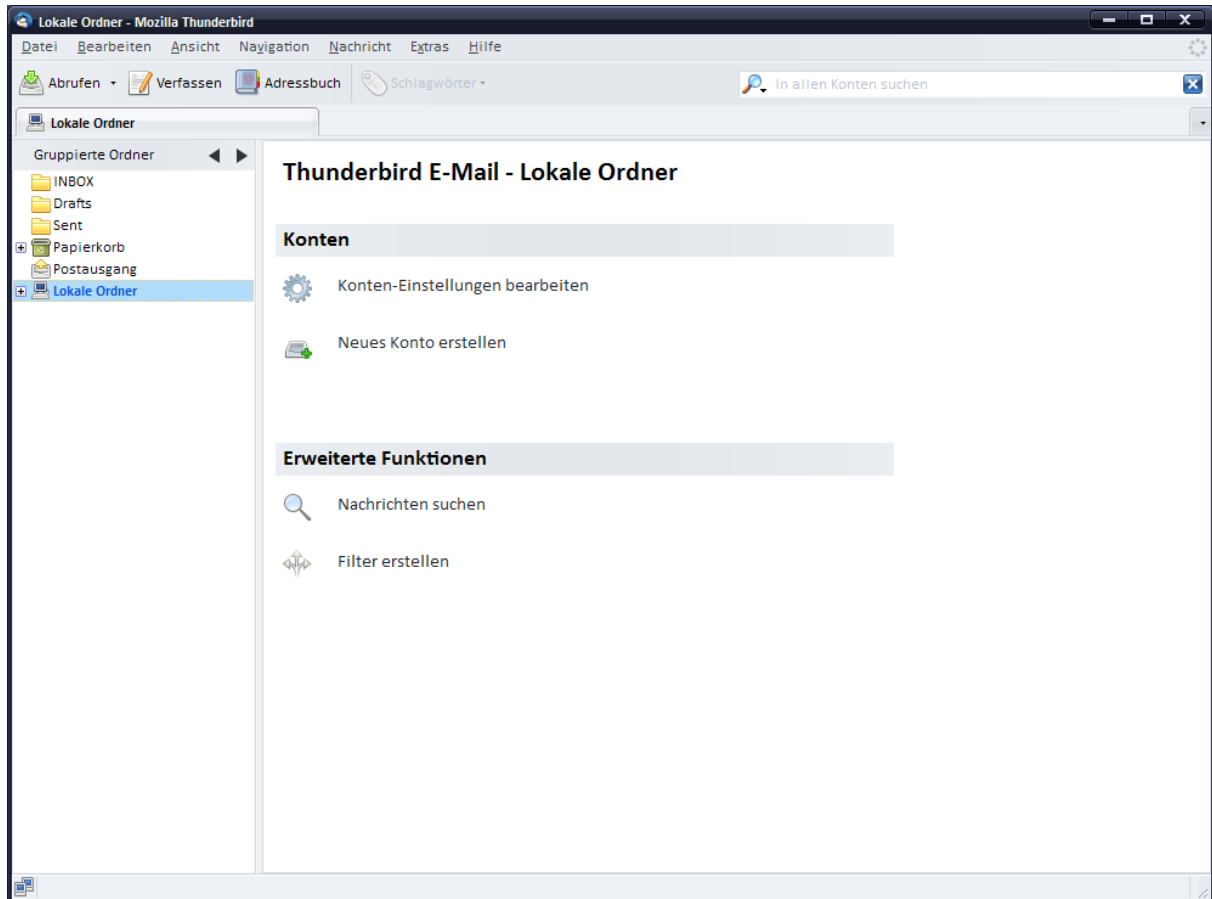 Lokale Ordner - Mozilla Thunderbird
Datei Bearbeiten Ansicht Navigation Nachricht Extras Hilfe
Abrufen Verfassen Adressbuch Schlagwörter In allen Konten suchen
Lokale Ordner
Gruppierte Ordner
INBOX
Drafts
Sent
Papierkorb
Postausgang
Lokale Ordner
Thunderbird E-Mail - Lokale Ordner
Konten
Konten-Einstellungen bearbeiten
Neues Konto erstellen
Erweiterte Funktionen
Nachrichten suchen
Filter erstellen